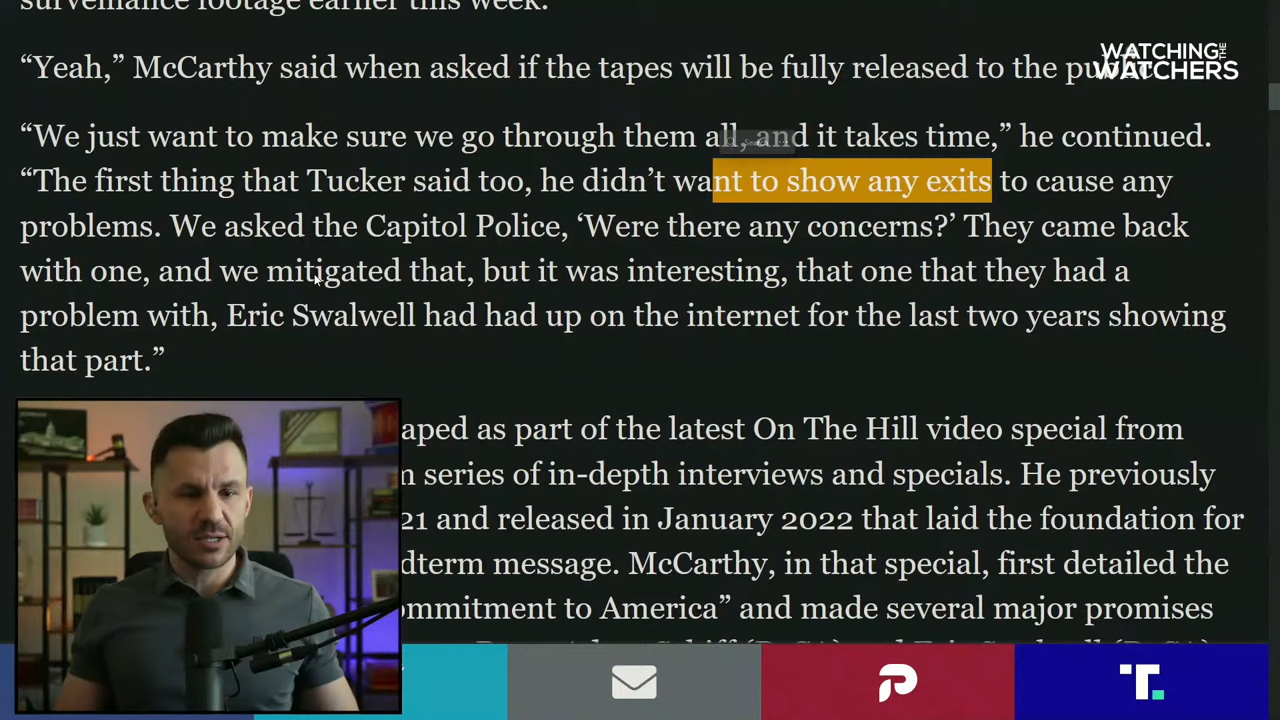 surveillance footage earlier this week.
WATCHING THE
WATCHERS
“Yeah,” McCarthy said when asked if the tapes will be fully released to the public.
“We just want to make sure we go through them all, and it takes time,” he continued.
“The first thing that Tucker said too, he didn’t want to show any exits to cause any
problems. We asked the Capitol Police, ‘Were there any concerns?’ They came back
with one, and we mitigated that, but it was interesting, that one that they had a
problem with, Eric Swalwell had had up on the internet for the last two years showing
that part.”
aped as part of the latest On The Hill video special from
n series of in-depth interviews and specials. He previously
21 and released in January 2022 that laid the foundation for
dterm message. McCarthy, in that special, first detailed the
ommitment to America” and made several major promises